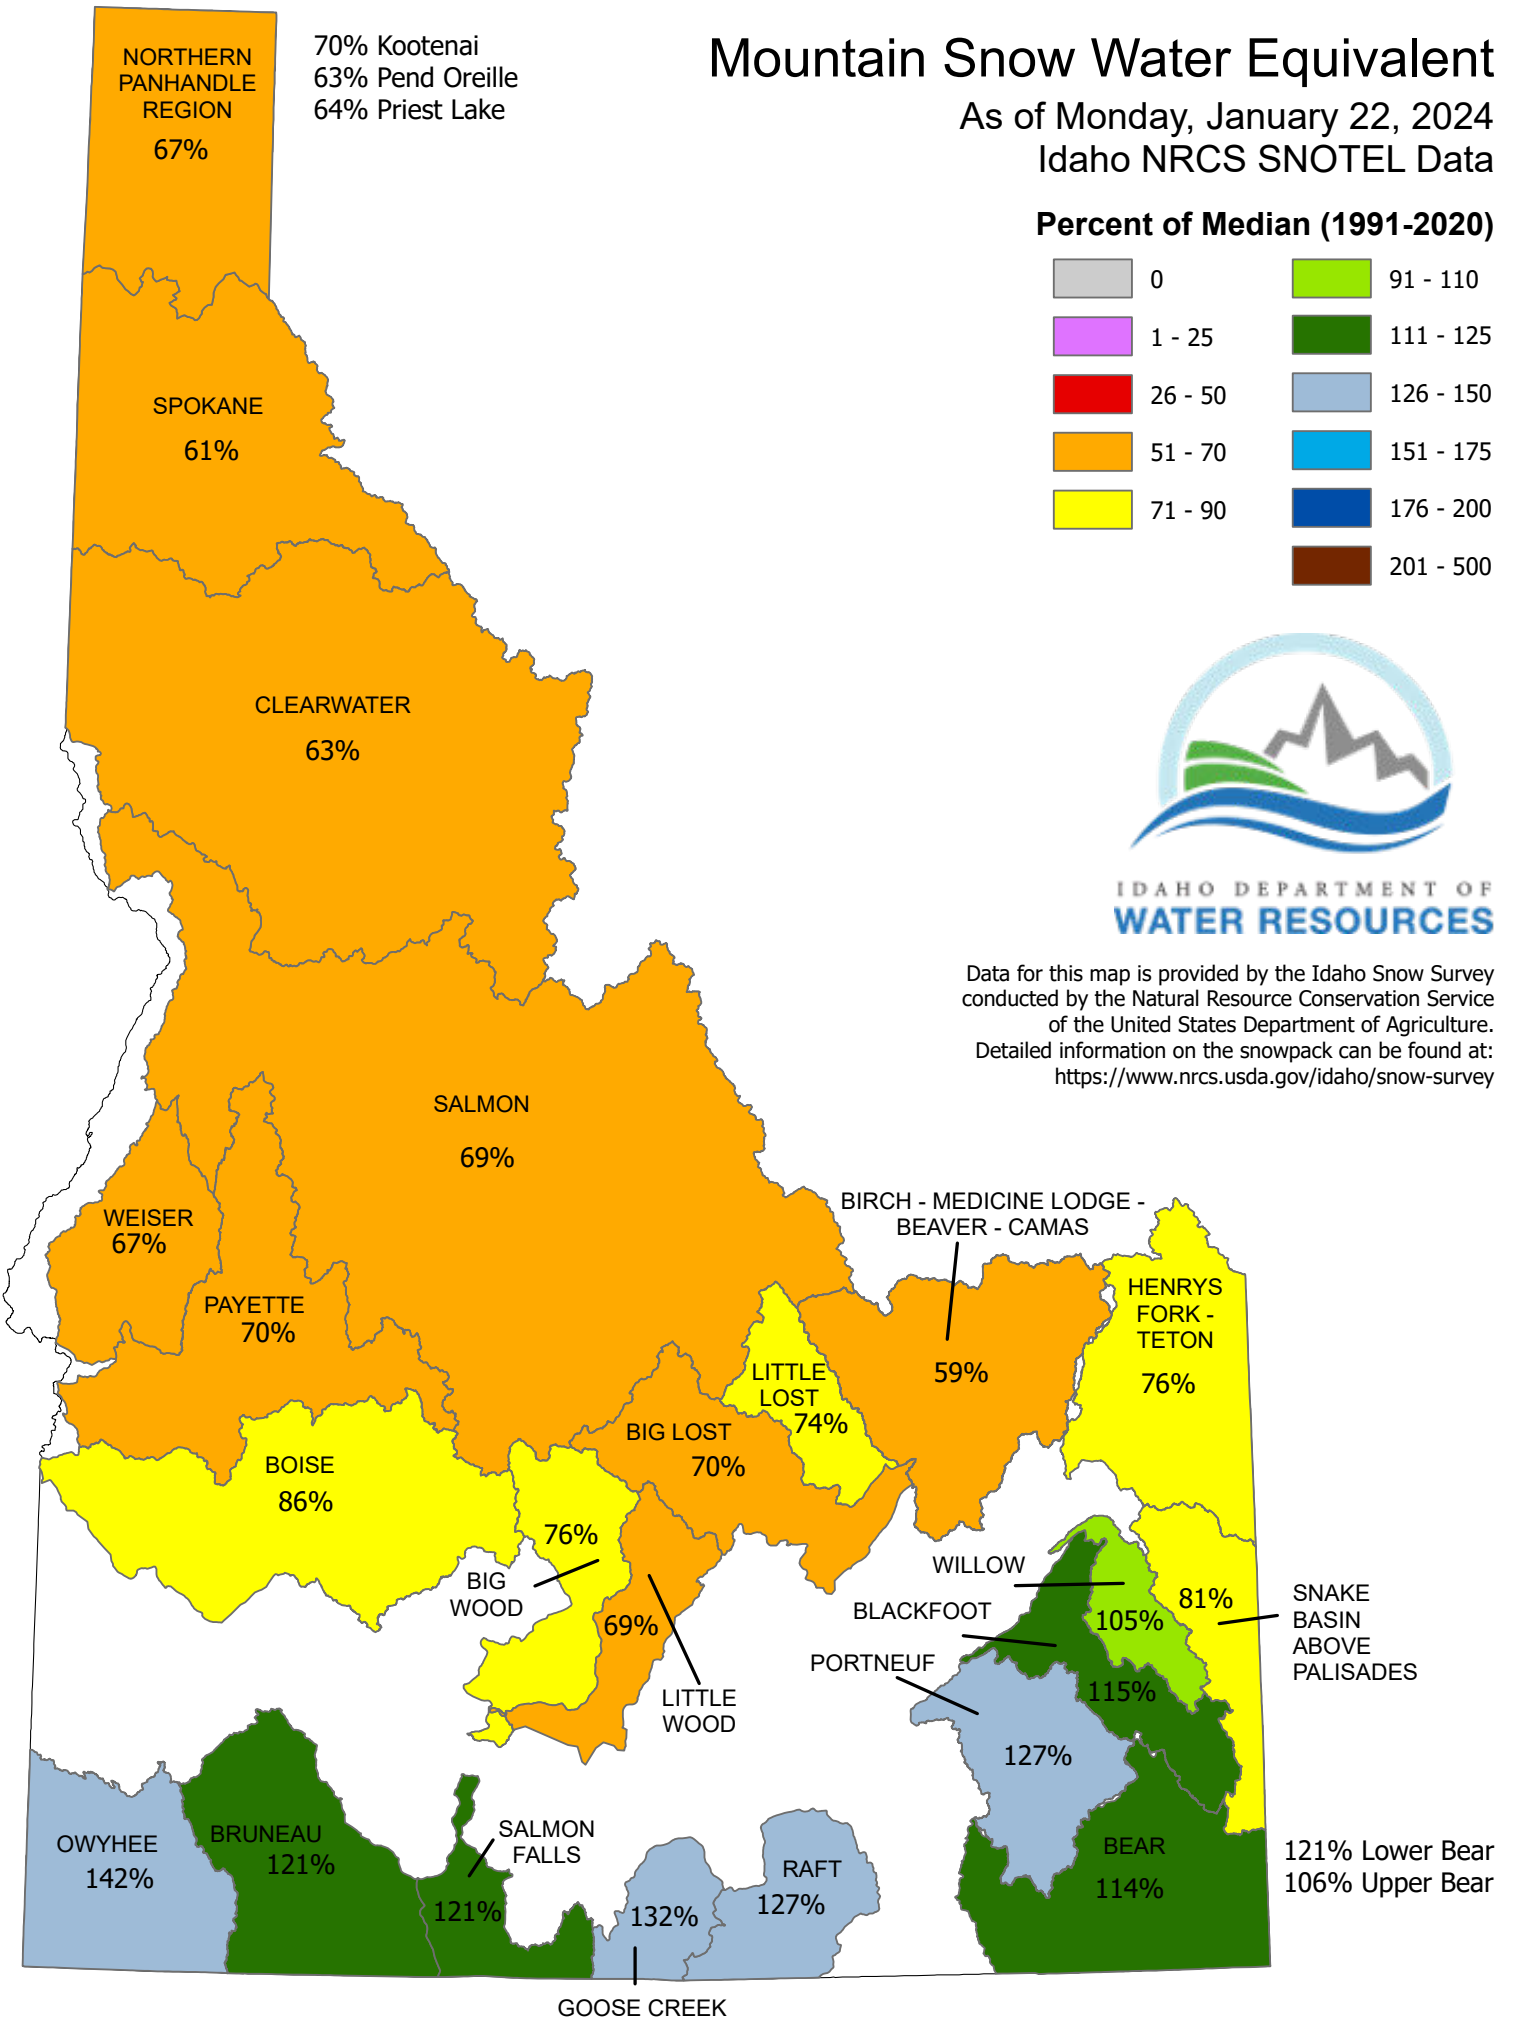 Mountain Snow Water Equivalent
As of Monday, January 22, 2024
Idaho NRCS SNOTEL Data
Percent of Median (1991-2020)
0
1 - 25
26 - 50
51 - 70
71 - 90
91 - 110
111 - 125
126 - 150
151 - 175
176 - 200
201 - 500
IDAHO DEPARTMENT OF
WATER RESOURCES
Data for this map is provided by the Idaho Snow Survey
conducted by the Natural Resource Conservation Service
of the United States Department of Agriculture.
Detailed information on the snowpack can be found at:
https://www.nrcs.usda.gov/idaho/snow-survey
NORTHERN
PANHANDLE
REGION
67%
70% Kootenai
63% Pend Oreille
64% Priest Lake
SPOKANE
61%
CLEARWATER
63%
SALMON
69%
WEISER
67%
PAYETTE
70%
BOISE
86%
BIG
WOOD
76%
LITTLE
WOOD
69%
BIG LOST
70%
LITTLE
LOST
74%
BIRCH - MEDICINE LODGE -
BEAVER - CAMAS
59%
HENRYS
FORK -
TETON
76%
SNAKE
BASIN
ABOVE
PALISADES
81%
WILLOW
105%
BLACKFOOT
115%
PORTNEUF
127%
BEAR
114%
121% Lower Bear
106% Upper Bear
OWYHEE
142%
BRUNEAU
121%
SALMON
FALLS
121%
132%
GOOSE CREEK
RAFT
127%